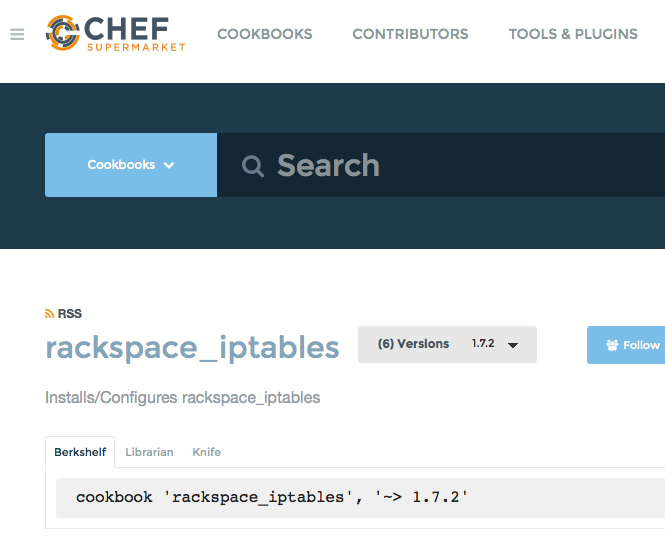 CHEF
SUPERMARKET
COOKBOOKS CONTRIBUTORS TOOLS & PLUGINS
Cookbooks Search
RSS
rackspace_iptables (6) Versions 1.7.2 Follow
Installs/Configures rackspace_iptables
Berkshelf Librarian Knife
cookbook 'rackspace_iptables', '~> 1.7.2'